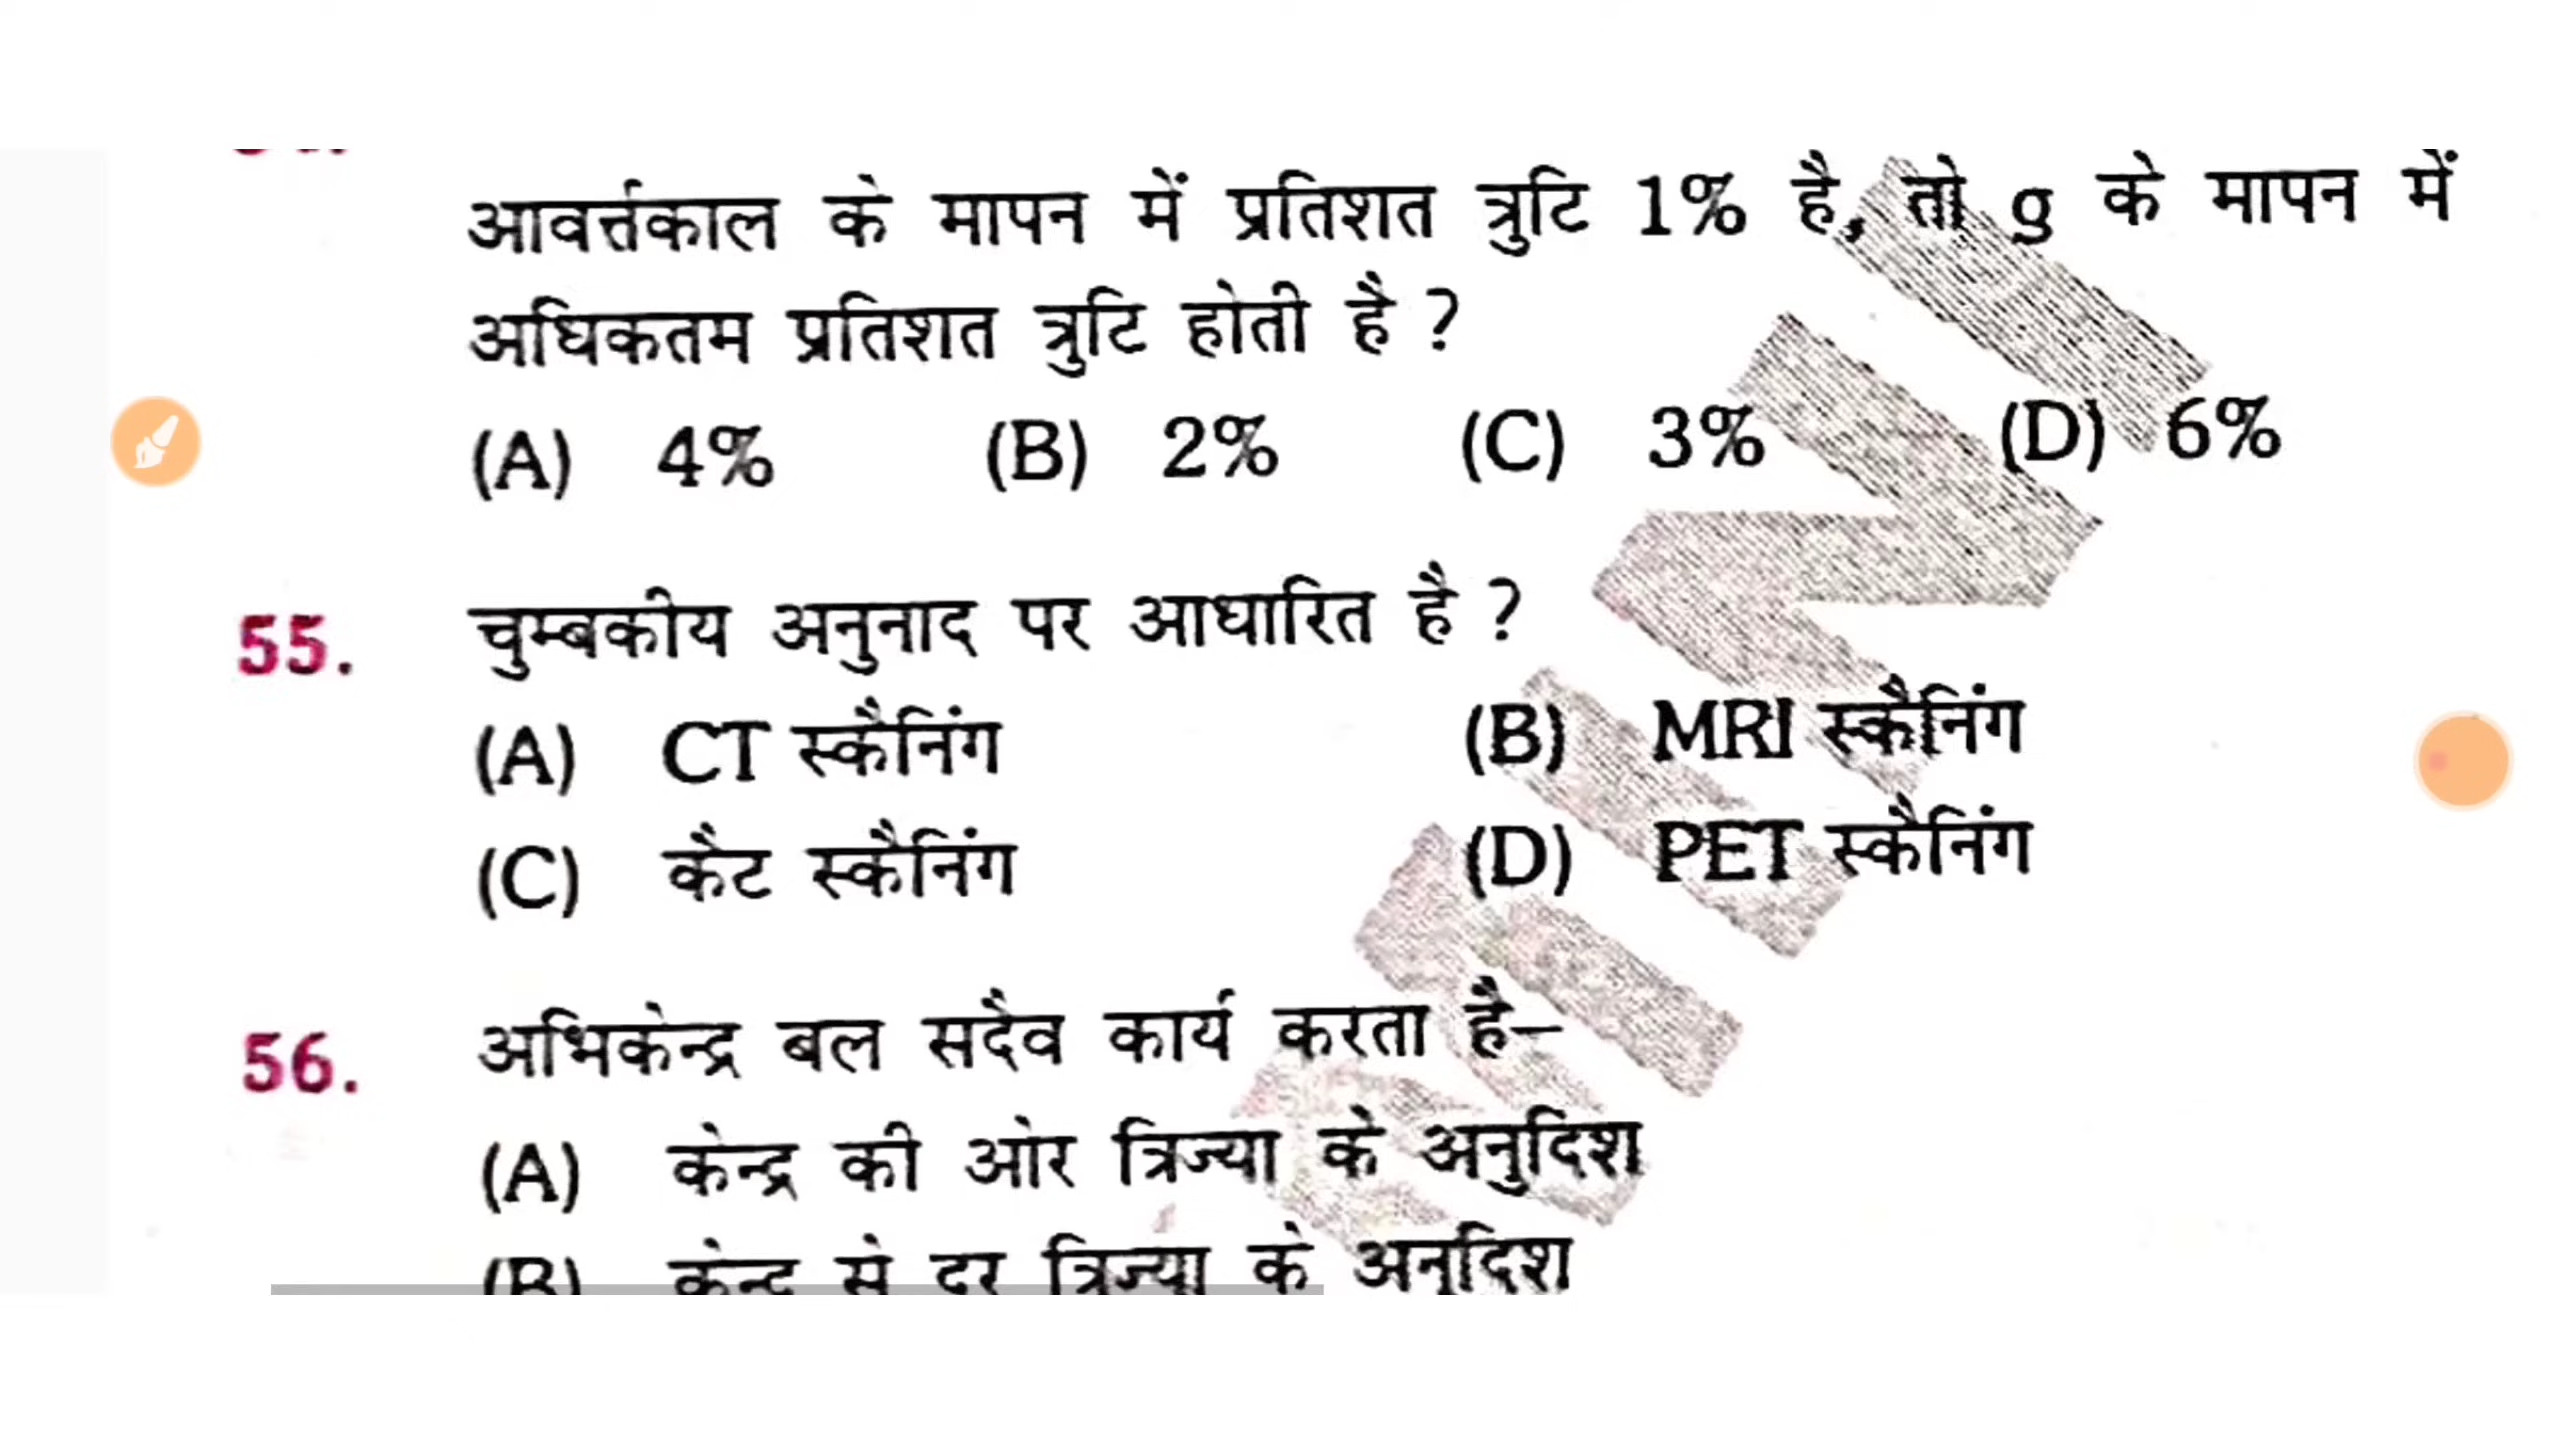 आवर्त्तकाल के मापन में प्रतिशत त्रुटि 1% है, तो g के मापन में
अधिकतम प्रतिशत त्रुटि होती है ?
(A) 4% (B) 2% (C) 3% (D) 6%
55. चुम्बकीय अनुनाद पर आधारित है ?
(A) CT स्कैनिंग (B) MRI स्कैनिंग
(C) कैट स्कैनिंग (D) PET स्कैनिंग
56. अभिकेन्द्र बल सदैव कार्य करता है—
(A) केन्द्र की ओर त्रिज्या के अनुदिश
(B) केन्द्र से दूर त्रिज्या के अनुदिश